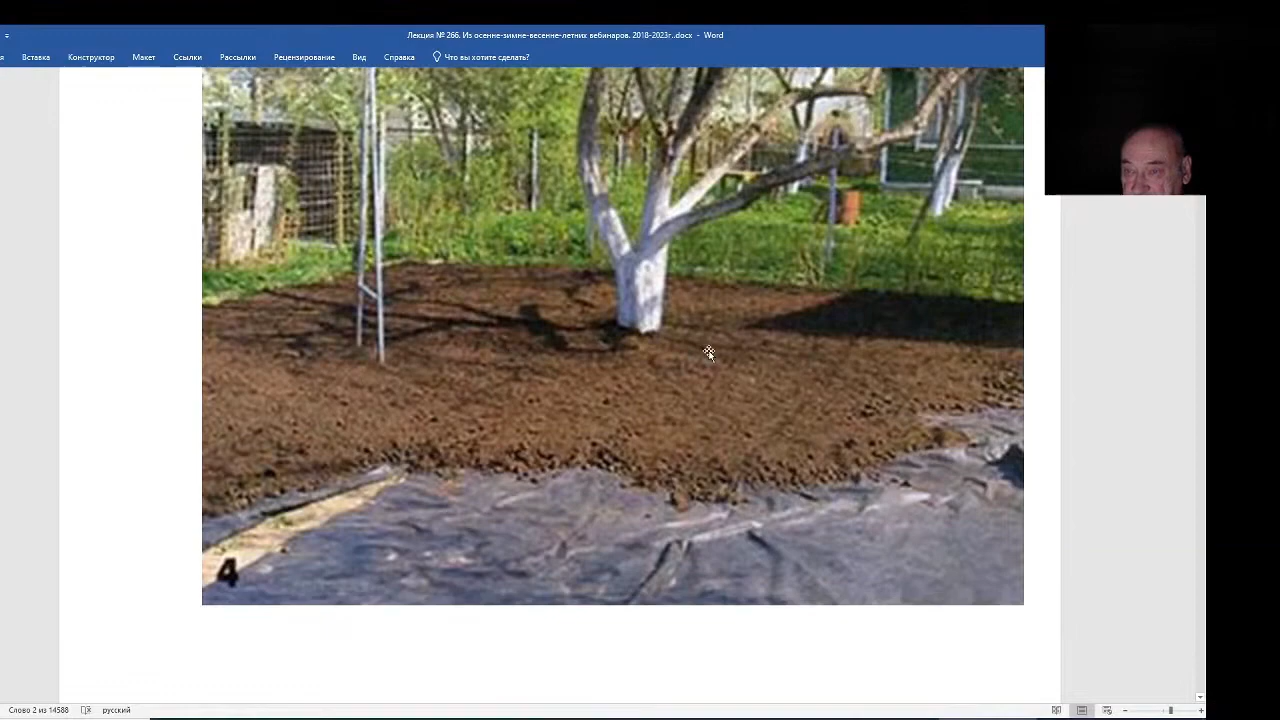 Лекция № 266. Из осенне-зимне-весенне-летних вебинаров. 2018-2023г..docx - Word
я Вставка Конструктор Макет Ссылки Рассылки Рецензирование Вид Справка Что вы хотите сделать?
4
Слово 2 из 14588 русский